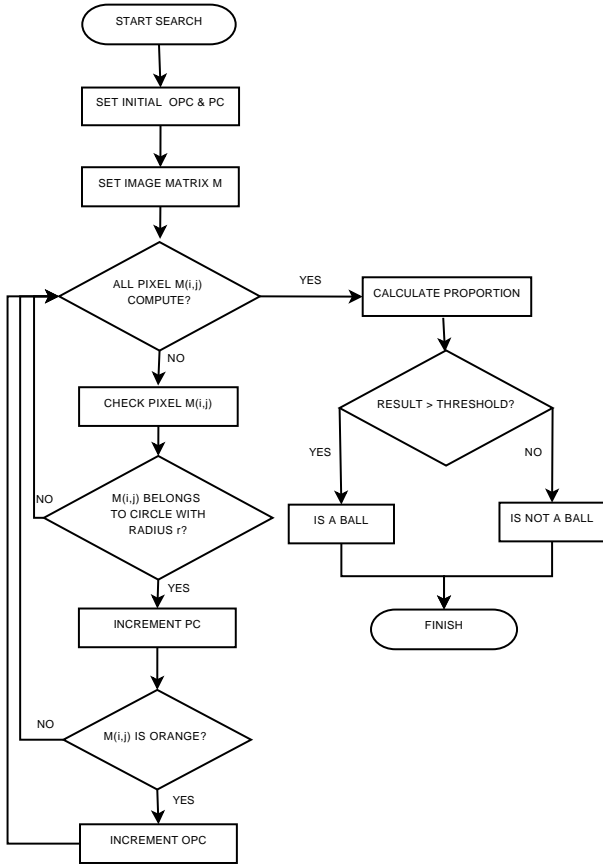 START SEARCH
SET INITIAL OPC & PC
SET IMAGE MATRIX M
ALL PIXEL M(i,j)
COMPUTE?
YES
CALCULATE PROPORTION
NO
CHECK PIXEL M(i,j)
RESULT > THRESHOLD?
YES
NO
M(i,j) BELONGS
TO CIRCLE WITH
RADIUS r?
NO
IS A BALL
IS NOT A BALL
YES
INCREMENT PC
FINISH
NO
M(i,j) IS ORANGE?
YES
INCREMENT OPC